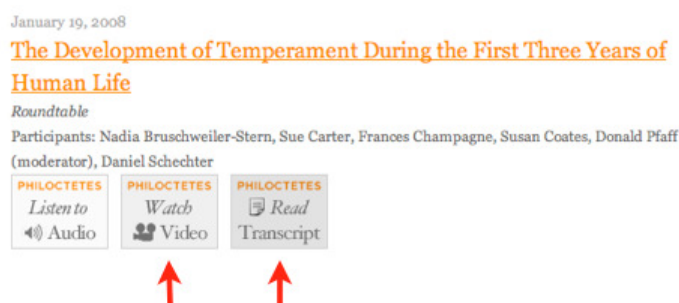 January 19, 2008
The Development of Temperament During the First Three Years of
Human Life
Roundtable
Participants: Nadia Bruschweiler-Stern, Sue Carter, Frances Champagne, Susan Coates, Donald Pfaff
(moderator), Daniel Schechter
PHILOCTETES PHILOCTETES PHILOCTETES
Listen to Watch Read
Audio Video Transcript